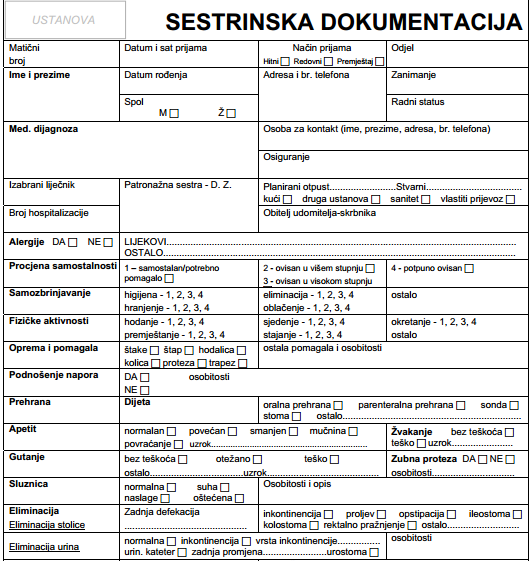 USTANOVA
SESTRINSKA DOKUMENTACIJA
Matični
broj
Datum i sat prijama
Način prijama
Hitni Redovni Premještaj
Odjel
Ime i prezime
Datum rođenja
Adresa i br. telefona
Zanimanje
Spol
M Ž
Radni status
Med. dijagnoza
Osoba za kontakt (ime, prezime, adresa, br. telefona)
Osiguranje
Izabrani liječnik
Patronažna sestra - D. Z.
Planirani otpust......................Stvarni.......................
kući druga ustanova sanitet vlastiti prijevoz
Broj hospitalizacije
Obitelj udomitelja-skrbnika
Alergije DA NE
LIJEKOVI......................................................................................................................
OSTALO.......................................................................................................................
Procjena samostalnosti
1 – samostalan/potrebno
pomagalo
2 - ovisan u višem stupnju
3 - ovisan u visokom stupnju
4 - potpuno ovisan
Samozbrinjavanje
higijena - 1, 2, 3, 4
hranjenje - 1, 2, 3, 4
eliminacija - 1, 2, 3, 4
oblačenje - 1, 2, 3, 4
ostalo
Fizičke aktivnosti
hodanje - 1, 2, 3, 4
premještanje - 1, 2, 3, 4
sjedenje - 1, 2, 3, 4
stajanje - 1, 2, 3, 4
okretanje - 1, 2, 3, 4
ostalo
Oprema i pomagala
štake štap hodalica
kolica proteza trapez
ostala pomagala i osobitosti
Podnošenje napora
DA osobitosti
NE
Prehrana
Dijeta
oralna prehrana parenteralna prehrana sonda
stoma ostalo.........................................
Apetit
normalan povećan smanjen mučnina
povraćanje uzrok....................................................
Žvakanje bez teškoća
teško uzrok.....................
Gutanje
bez teškoća otežano teško
ostalo...............................uzrok....................................
Zubna proteza DA NE
osobitosti.....................
Sluznica
normalna suha
naslage oštećena
Osobitosti i opis
Eliminacija
Eliminacija stolice
Zadnja defekacija
.........................................
inkontinencija proljev opstipacija ileostoma
kolostoma rektalno pražnjenje ostalo.....................
Eliminacija urina
normalna inkontinencija vrsta inkontinencije..................
urin. kateter zadnja promjena.....................urostoma
osobitosti